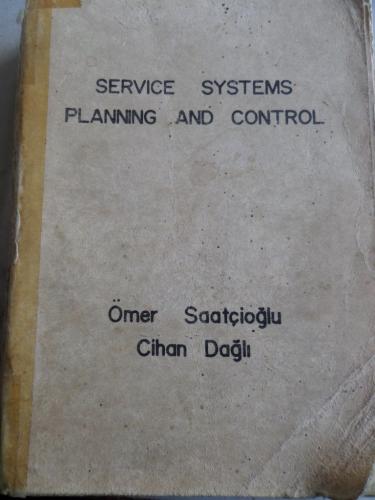 SERVICE SYSTEMS
PLANNING AND CONTROL
Ömer Saatçioğlu
Cihan Dağlı